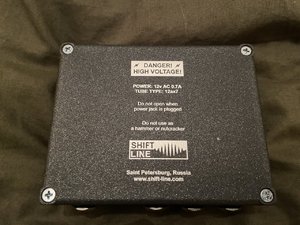 DANGER!
HIGH VOLTAGE!
POWER: 12v AC 0.7A
TUBE TYPE: 12ax7
Do not open when
power jack is plugged
Do not use as
a hammer or nutcracker
SHIFT
LINE
Saint Petersburg, Russia
www.shift-line.com